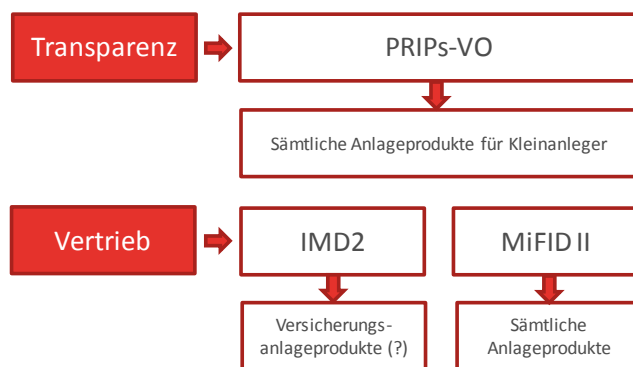 Transparenz
PRIPs-VO
Sämtliche Anlageprodukte für Kleinanleger
Vertrieb
IMD2
MiFID II
Versicherungs-
anlageprodukte (?)
Sämtliche
Anlageprodukte